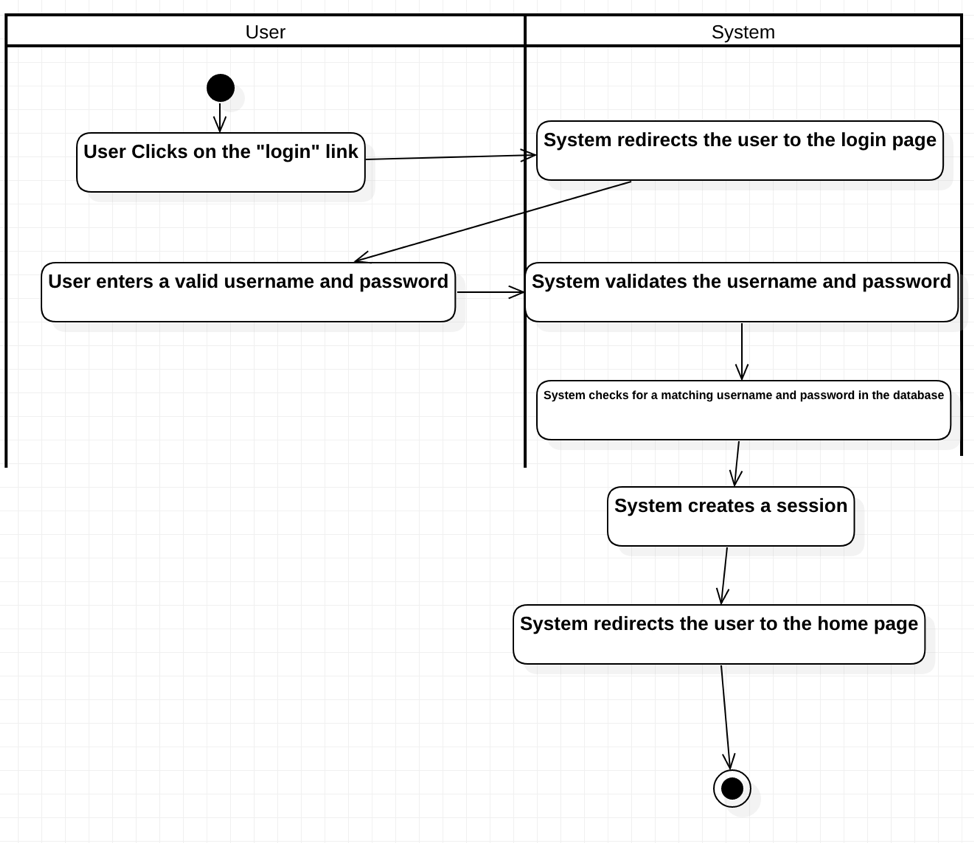 User
System
User Clicks on the "login" link
System redirects the user to the login page
User enters a valid username and password
System validates the username and password
System checks for a matching username and password in the database
System creates a session
System redirects the user to the home page